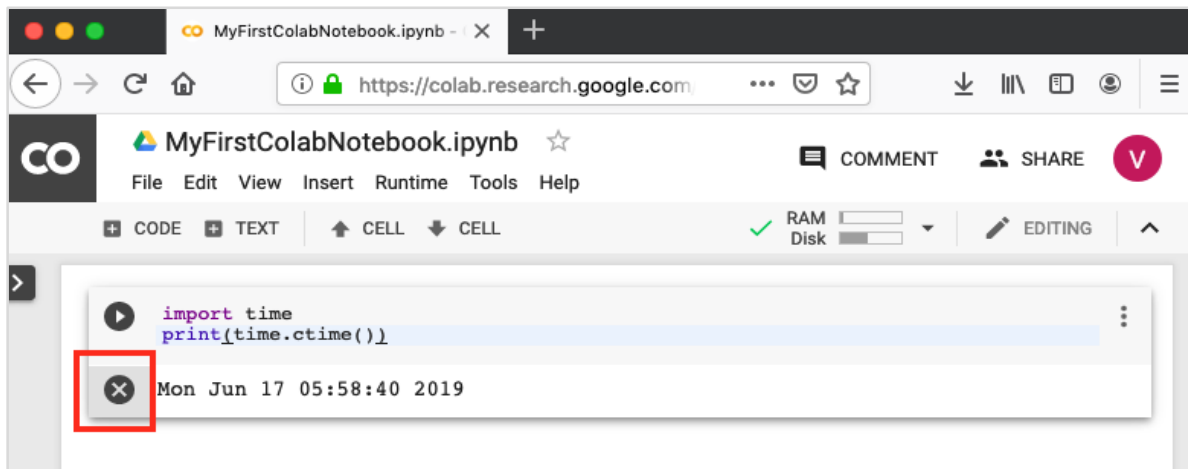 MyFirstColabNotebook.ipynb - (
https://colab.research.google.com/
CO MyFirstColabNotebook.ipynb
COMMENT SHARE V
File Edit View Insert Runtime Tools Help
CODE TEXT CELL CELL RAM
Disk EDITING
import time
print(time.ctime())
Mon Jun 17 05:58:40 2019